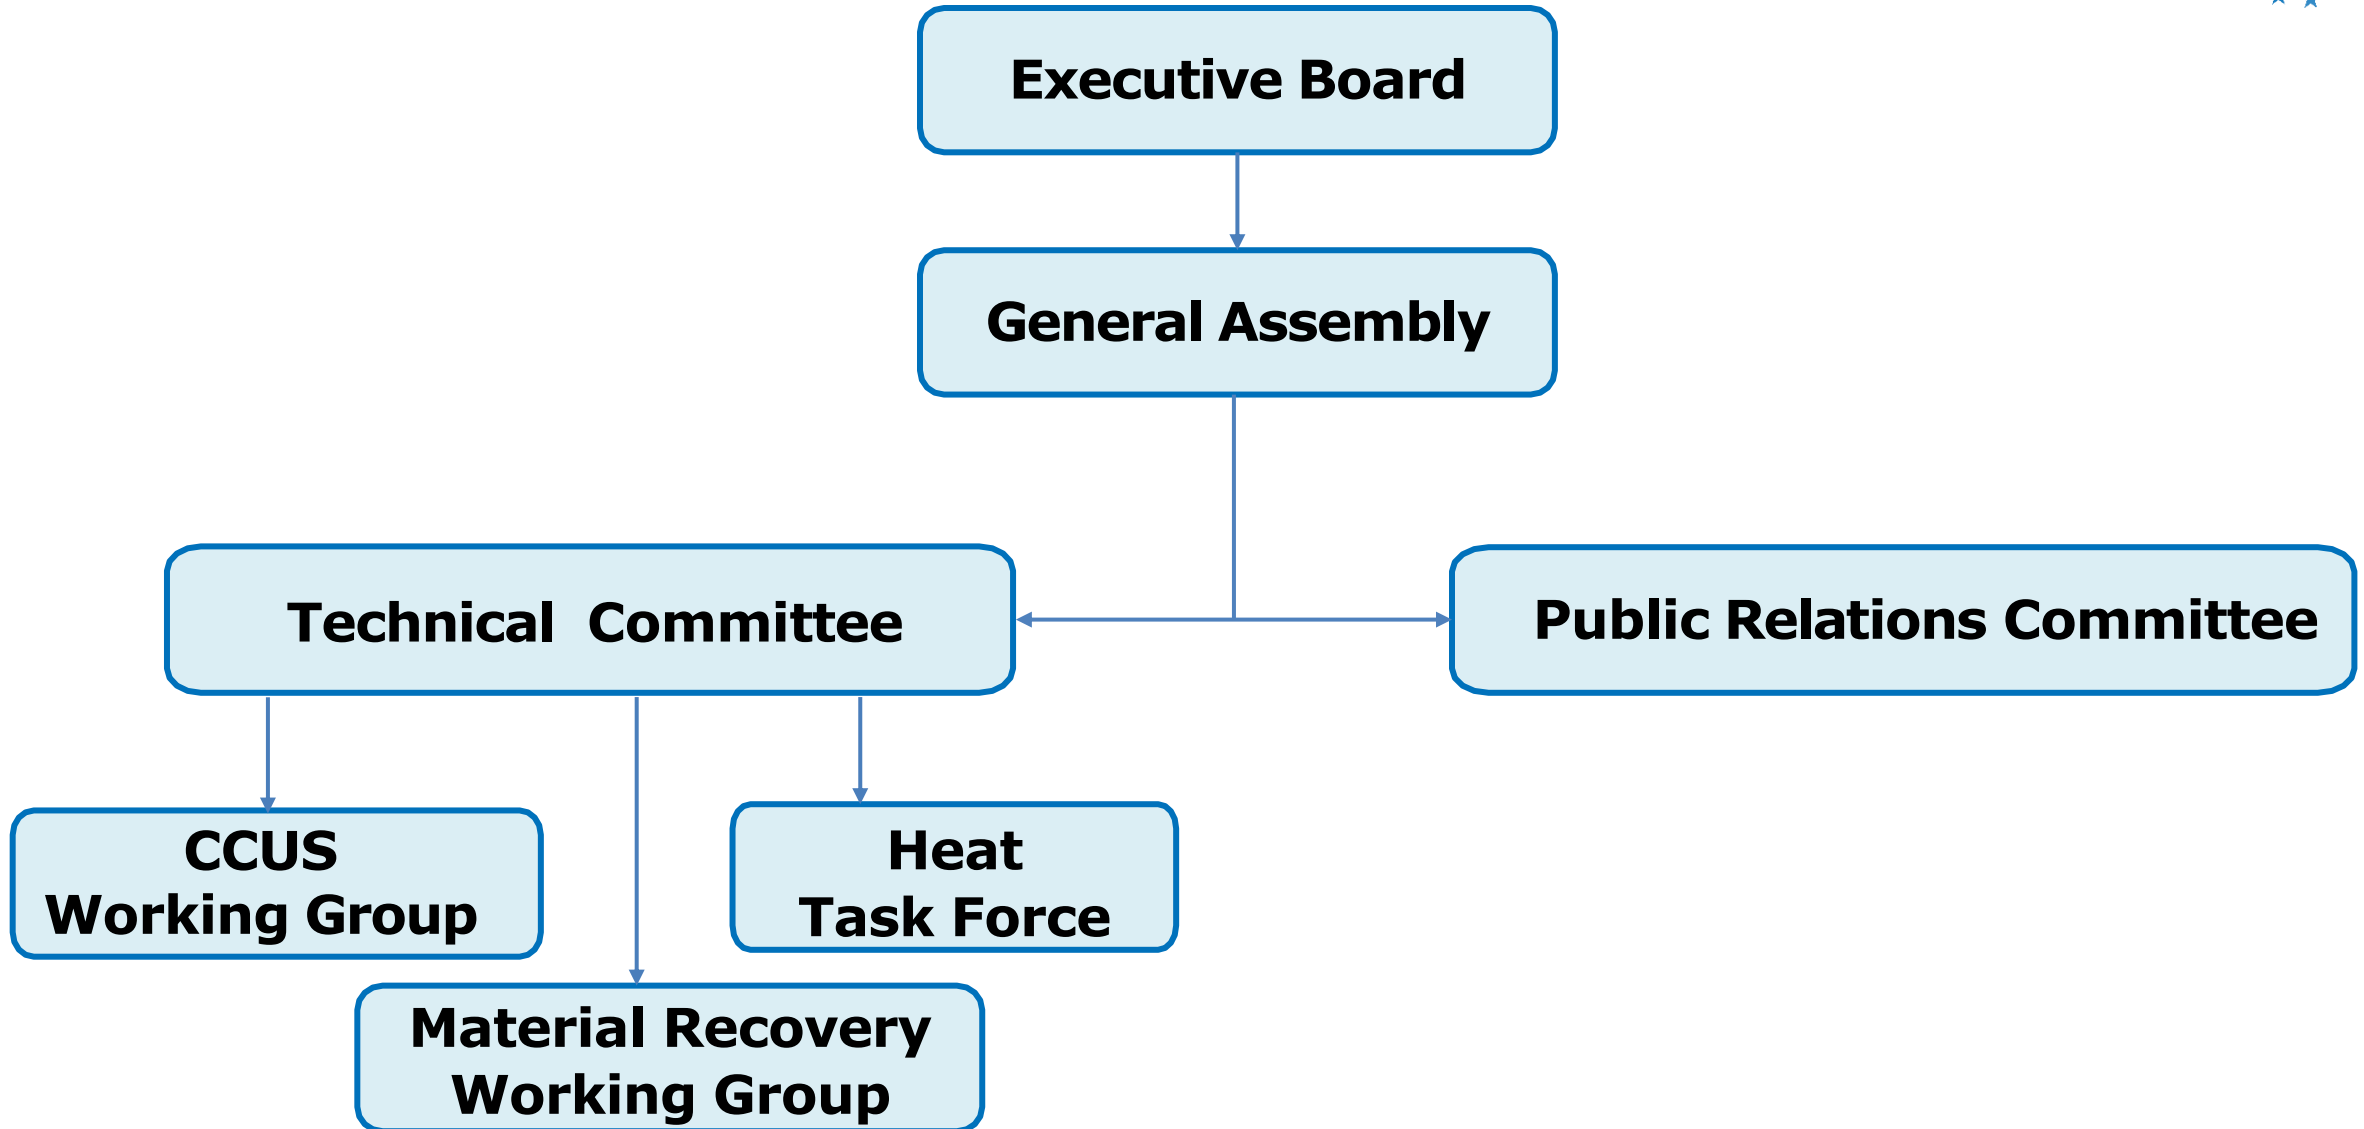 Executive Board
General Assembly
Technical Committee
Public Relations Committee
CCUS
Working Group
Heat
Task Force
Material Recovery
Working Group